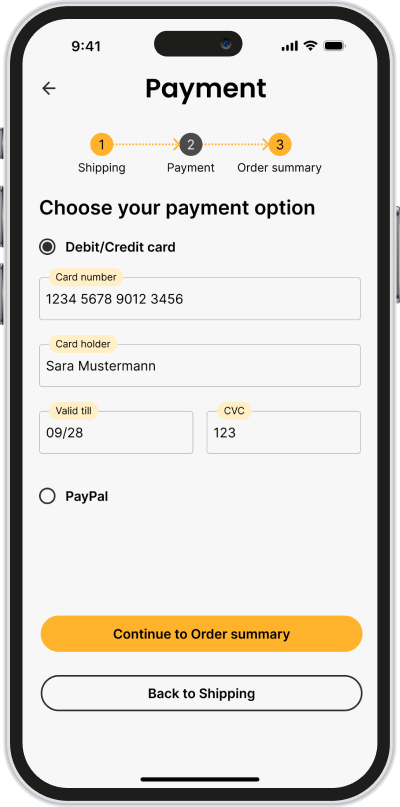 9:41
Payment
1 2 3
Shipping Payment Order summary
Choose your payment option
Debit/Credit card
Card number
1234 5678 9012 3456
Card holder
Sara Mustermann
Valid till CVC
09/28 123
PayPal
Continue to Order summary
Back to Shipping